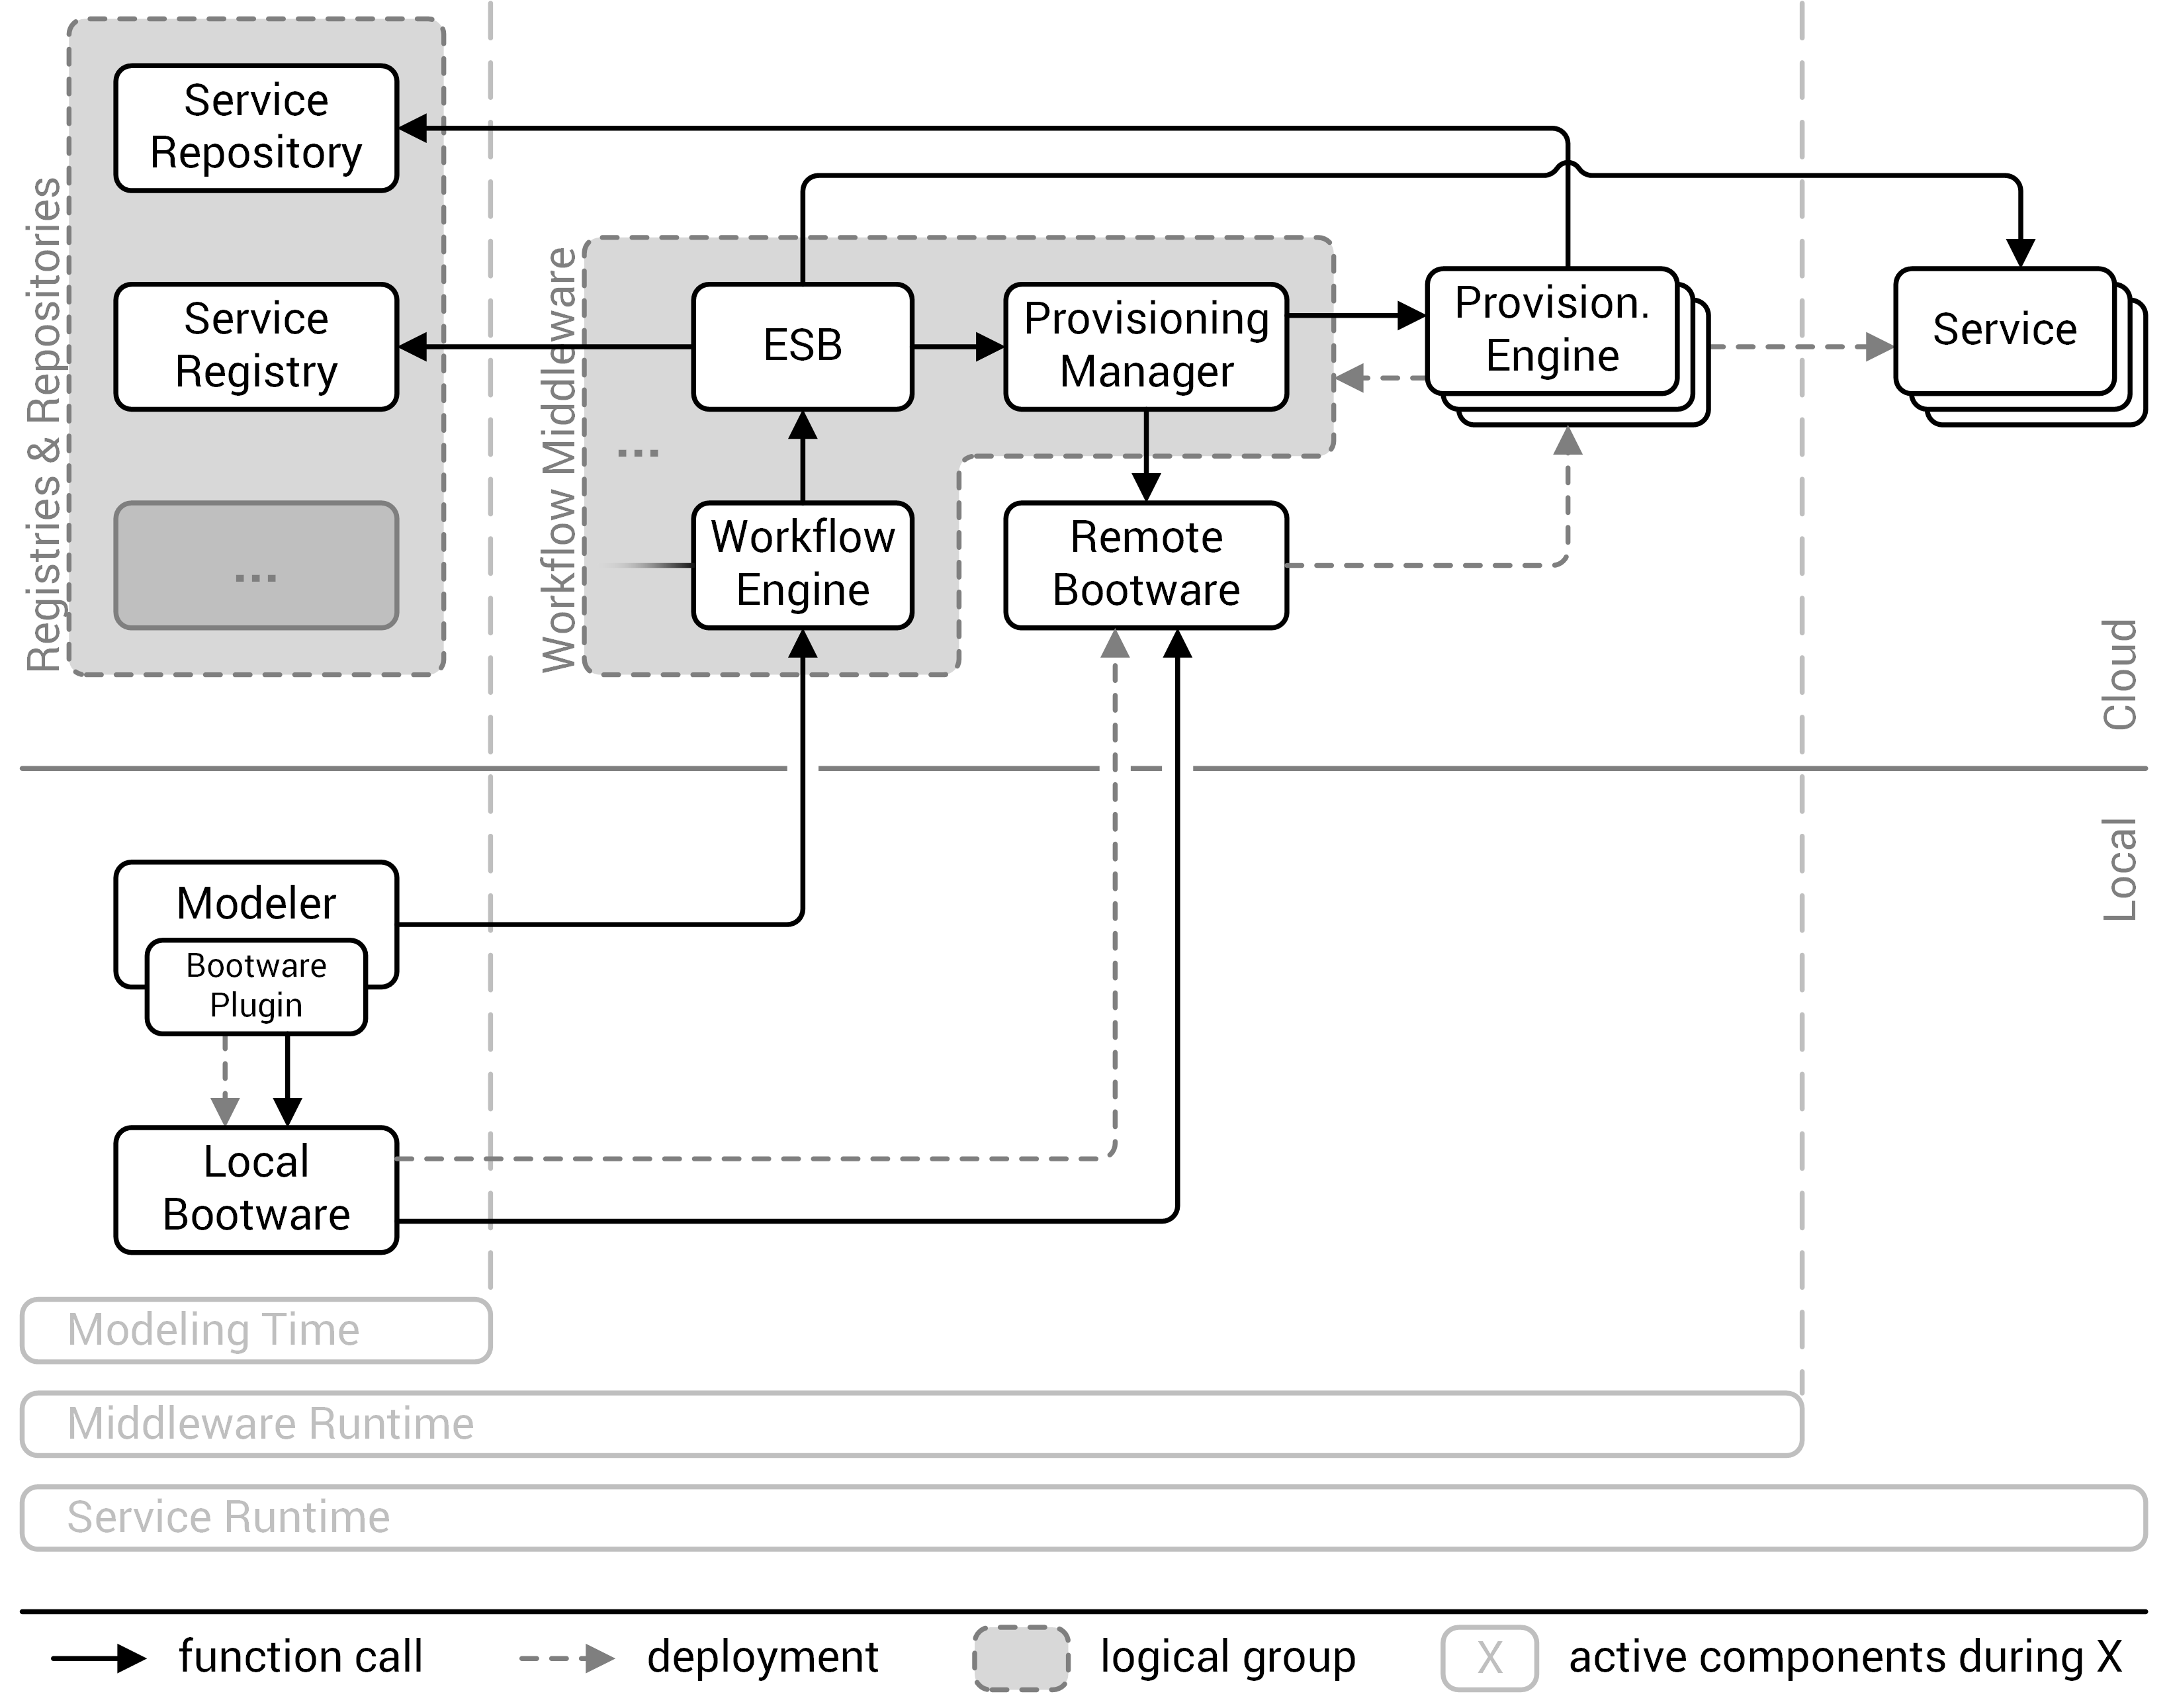 Registries & Repositories
Service
Repository
Service
Registry
...
Workflow Middleware
ESB
Provisioning
Manager
Provision.
Engine
Service
...
Workflow
Engine
Remote
Bootware
Cloud
Local
Modeler
Bootware
Plugin
Local
Bootware
Modeling Time
Middleware Runtime
Service Runtime
function call
deployment
logical group
X
active components during X